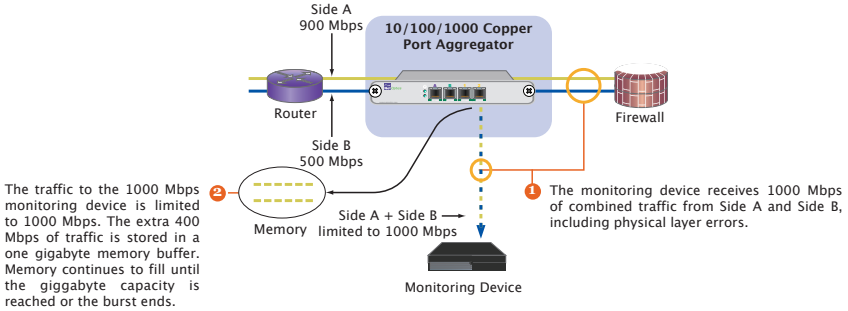 Side A
900 Mbps
10/100/1000 Copper
Port Aggregator
Router
Firewall
Side B
500 Mbps
The traffic to the 1000 Mbps
monitoring device is limited
to 1000 Mbps. The extra 400
Mbps of traffic is stored in a
one gigabyte memory buffer.
Memory continues to fill until
the giggabyte capacity is
reached or the burst ends.
2
Memory
Side A + Side B
limited to 1000 Mbps
1
The monitoring device receives 1000 Mbps
of combined traffic from Side A and Side B,
including physical layer errors.
Monitoring Device